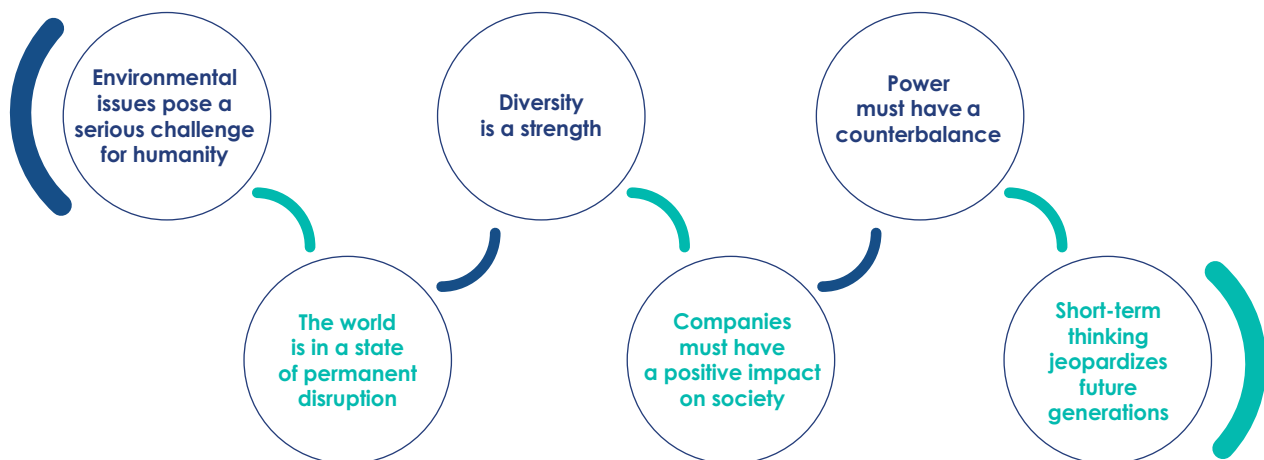 Environmental
issues pose a
serious challenge
for humanity
The world
is in a state
of permanent
disruption
Diversity
is a strength
Companies
must have
a positive impact
on society
Power
must have a
counterbalance
Short-term
thinking
jeopardizes
future
generations